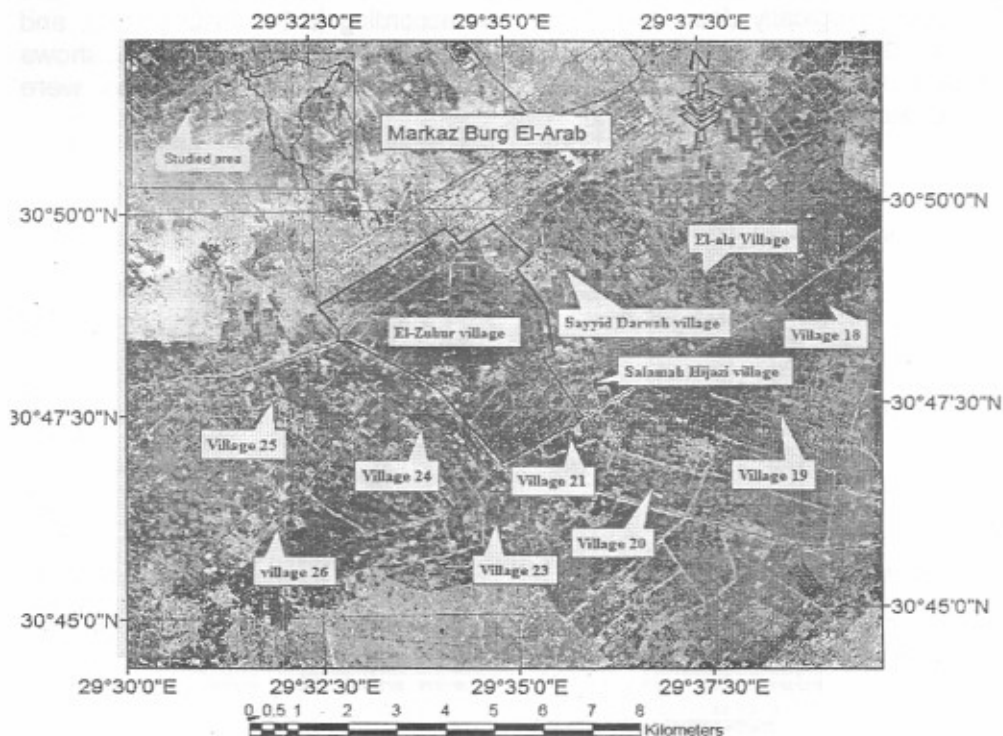 29°32'30"E
29°35'0"E
29°37'30"E
N
Markaz Burg El-Arab
Studied area
30°50'0"N
30°50'0"N
El-ala Village
El-Zuhur village
Sayyid Darwsh village
Village 18
Salamah Hijazi village
30°47'30"N
30°47'30"N
Village 25
Village 24
Village 21
Village 19
Village 20
village 26
Village 23
30°45'0"N
30°45'0"N
29°30'0"E
29°32'30"E
29°35'0"E
29°37'30"E
0 0.5 1 2 3 4 5 6 7 8
Kilometers